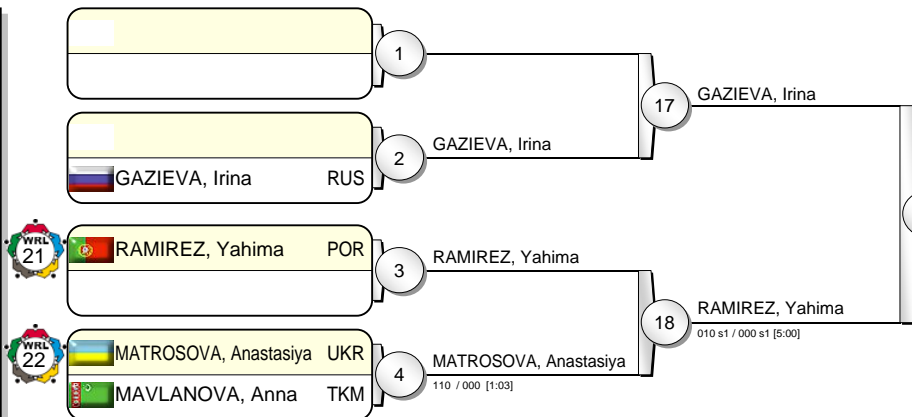 1
17
GAZIEVA, Irina
2
GAZIEVA, Irina
GAZIEVA, Irina RUS
WRL
21
RAMIREZ, Yahima POR
3
RAMIREZ, Yahima
18
RAMIREZ, Yahima
010 s1 / 000 s1 [5:00]
WRL
22
MATROSOVA, Anastasiya UKR
4
MATROSOVA, Anastasiya
110 / 000 [1:03]
MAVLANOVA, Anna TKM